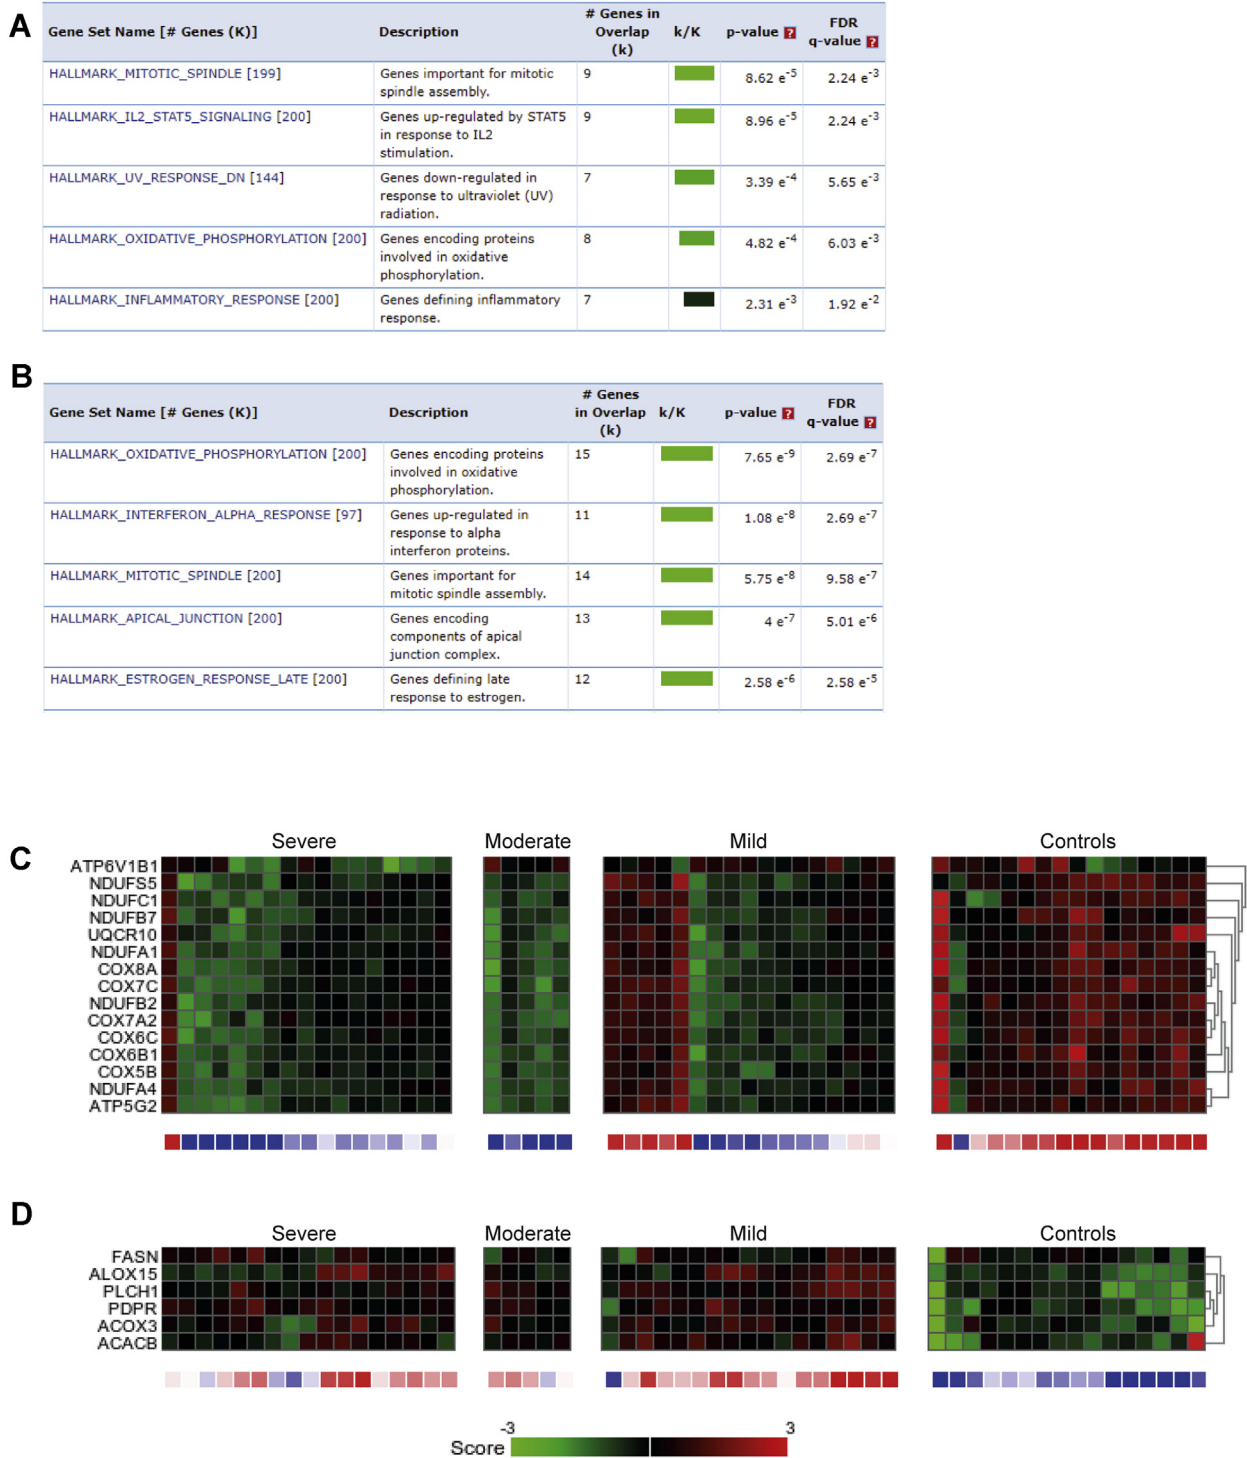 A
Gene Set Name [# Genes (K)] Description # Genes in Overlap (k) k/K p-value ? FDR q-value ?
HALLMARK_MITOTIC_SPINDLE [199] Genes important for mitotic spindle assembly. 9 8.62 e-5 2.24 e-3
HALLMARK_IL2_STAT5_SIGNALING [200] Genes up-regulated by STAT5 in response to IL2 stimulation. 9 8.96 e-5 2.24 e-3
HALLMARK_UV_RESPONSE_DN [144] Genes down-regulated in response to ultraviolet (UV) radiation. 7 3.39 e-4 5.65 e-3
HALLMARK_OXIDATIVE_PHOSPHORYLATION [200] Genes encoding proteins involved in oxidative phosphorylation. 8 4.82 e-4 6.03 e-3
HALLMARK_INFLAMMATORY_RESPONSE [200] Genes defining inflammatory response. 7 2.31 e-3 1.92 e-2
B
Gene Set Name [# Genes (K)] Description # Genes in Overlap (k) k/K p-value ? FDR q-value ?
HALLMARK_OXIDATIVE_PHOSPHORYLATION [200] Genes encoding proteins involved in oxidative phosphorylation. 15 7.65 e-9 2.69 e-7
HALLMARK_INTERFERON_ALPHA_RESPONSE [97] Genes up-regulated in response to alpha interferon proteins. 11 1.08 e-8 2.69 e-7
HALLMARK_MITOTIC_SPINDLE [200] Genes important for mitotic spindle assembly. 14 5.75 e-8 9.58 e-7
HALLMARK_APICAL_JUNCTION [200] Genes encoding components of apical junction complex. 13 4 e-7 5.01 e-6
HALLMARK_ESTROGEN_RESPONSE_LATE [200] Genes defining late response to estrogen. 12 2.58 e-6 2.58 e-5
C
Severe Moderate Mild Controls
ATP6V1B1
NDUFS5
NDUFC1
NDUFB7
UQCR10
NDUFA1
COX8A
COX7C
NDUFB2
COX7A2
COX6C
COX6B1
COX5B
NDUFA4
ATP5G2
D
Severe Moderate Mild Controls
FASN
ALOX15
PLCH1
PDPR
ACOX3
ACACB
-3 3
Score